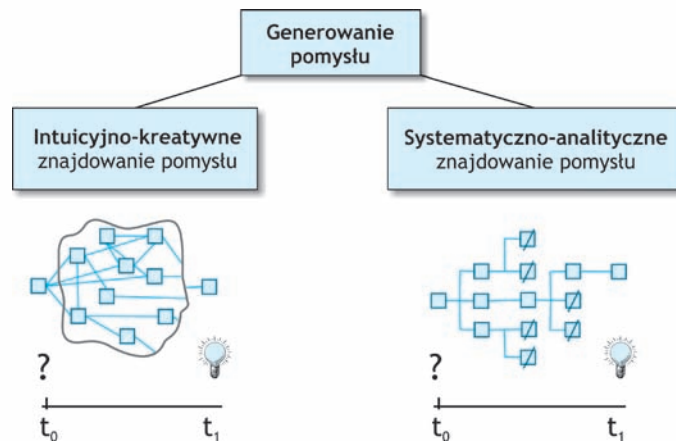 Generowanie
pomysłu
Intuicyjno-kreatywne
znajdowanie pomysłu
Systematyczno-analityczne
znajdowanie pomysłu
?
t₀
t₁
?
t₀
t₁